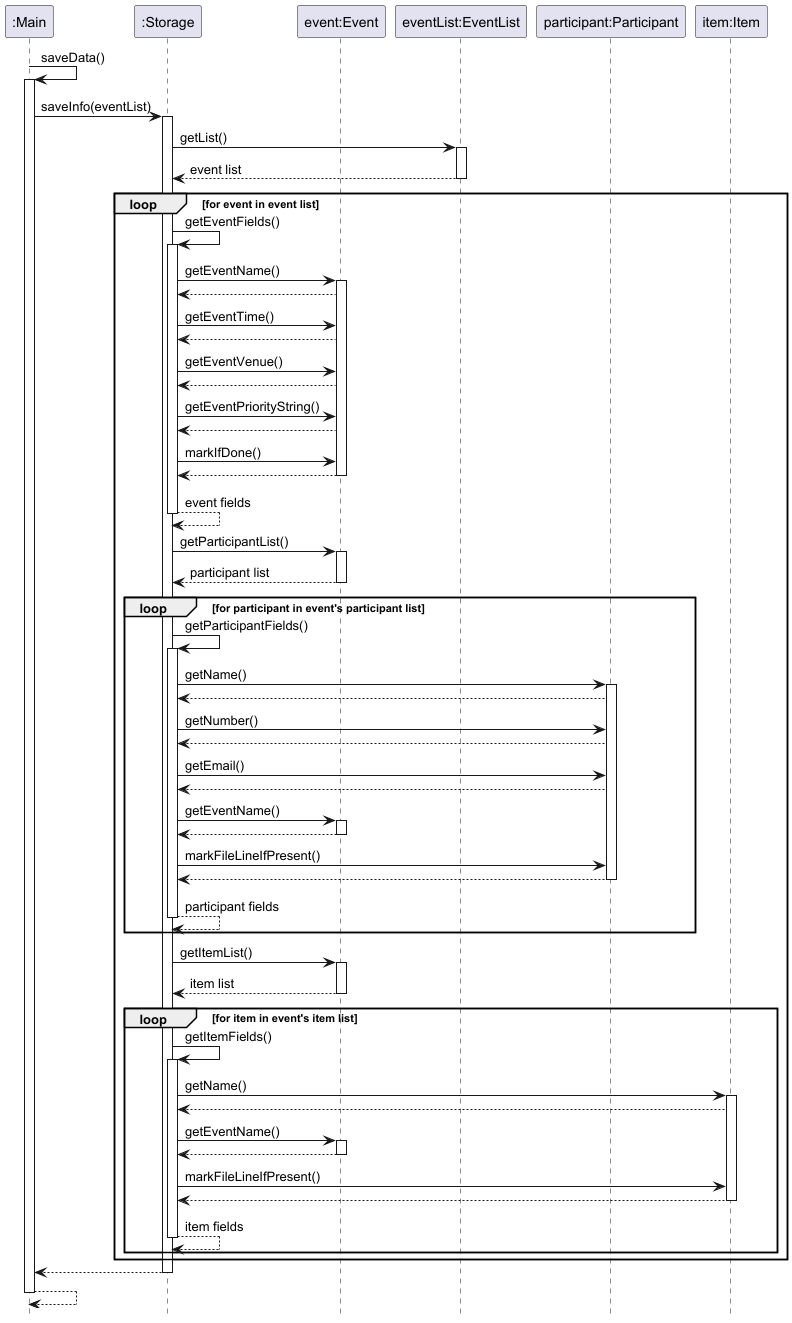 :Main :Storage event:Event eventList:EventList participant:Participant item:Item
saveData()
saveInfo(eventList)
getList()
event list
loop [for event in event list]
getEventFields()
getEventName()
getEventTime()
getEventVenue()
getEventPriorityString()
markIfDone()
event fields
getParticipantList()
participant list
loop [for participant in event's participant list]
getParticipantFields()
getName()
getNumber()
getEmail()
getEventName()
markFileLineIfPresent()
participant fields
getItemList()
item list
loop [for item in event's item list]
getItemFields()
getName()
getEventName()
markFileLineIfPresent()
item fields